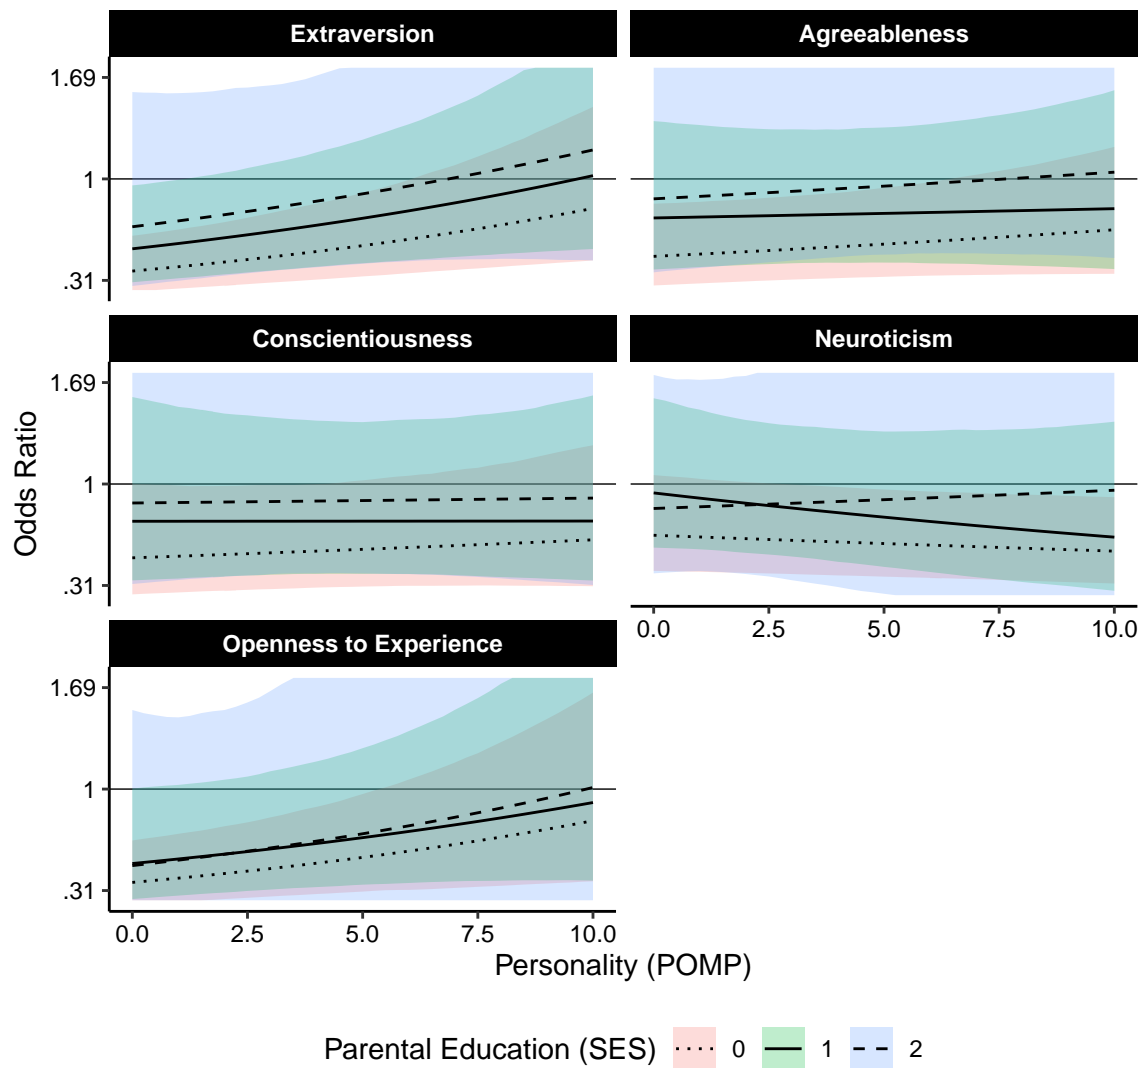 Extraversion
Agreeableness
1.69
1
.31
Conscientiousness
Neuroticism
1.69
1
.31
0.0 2.5 5.0 7.5 10.0
Openness to Experience
1.69
1
.31
0.0 2.5 5.0 7.5 10.0
Odds Ratio
Personality (POMP)
Parental Education (SES) 0 1 2